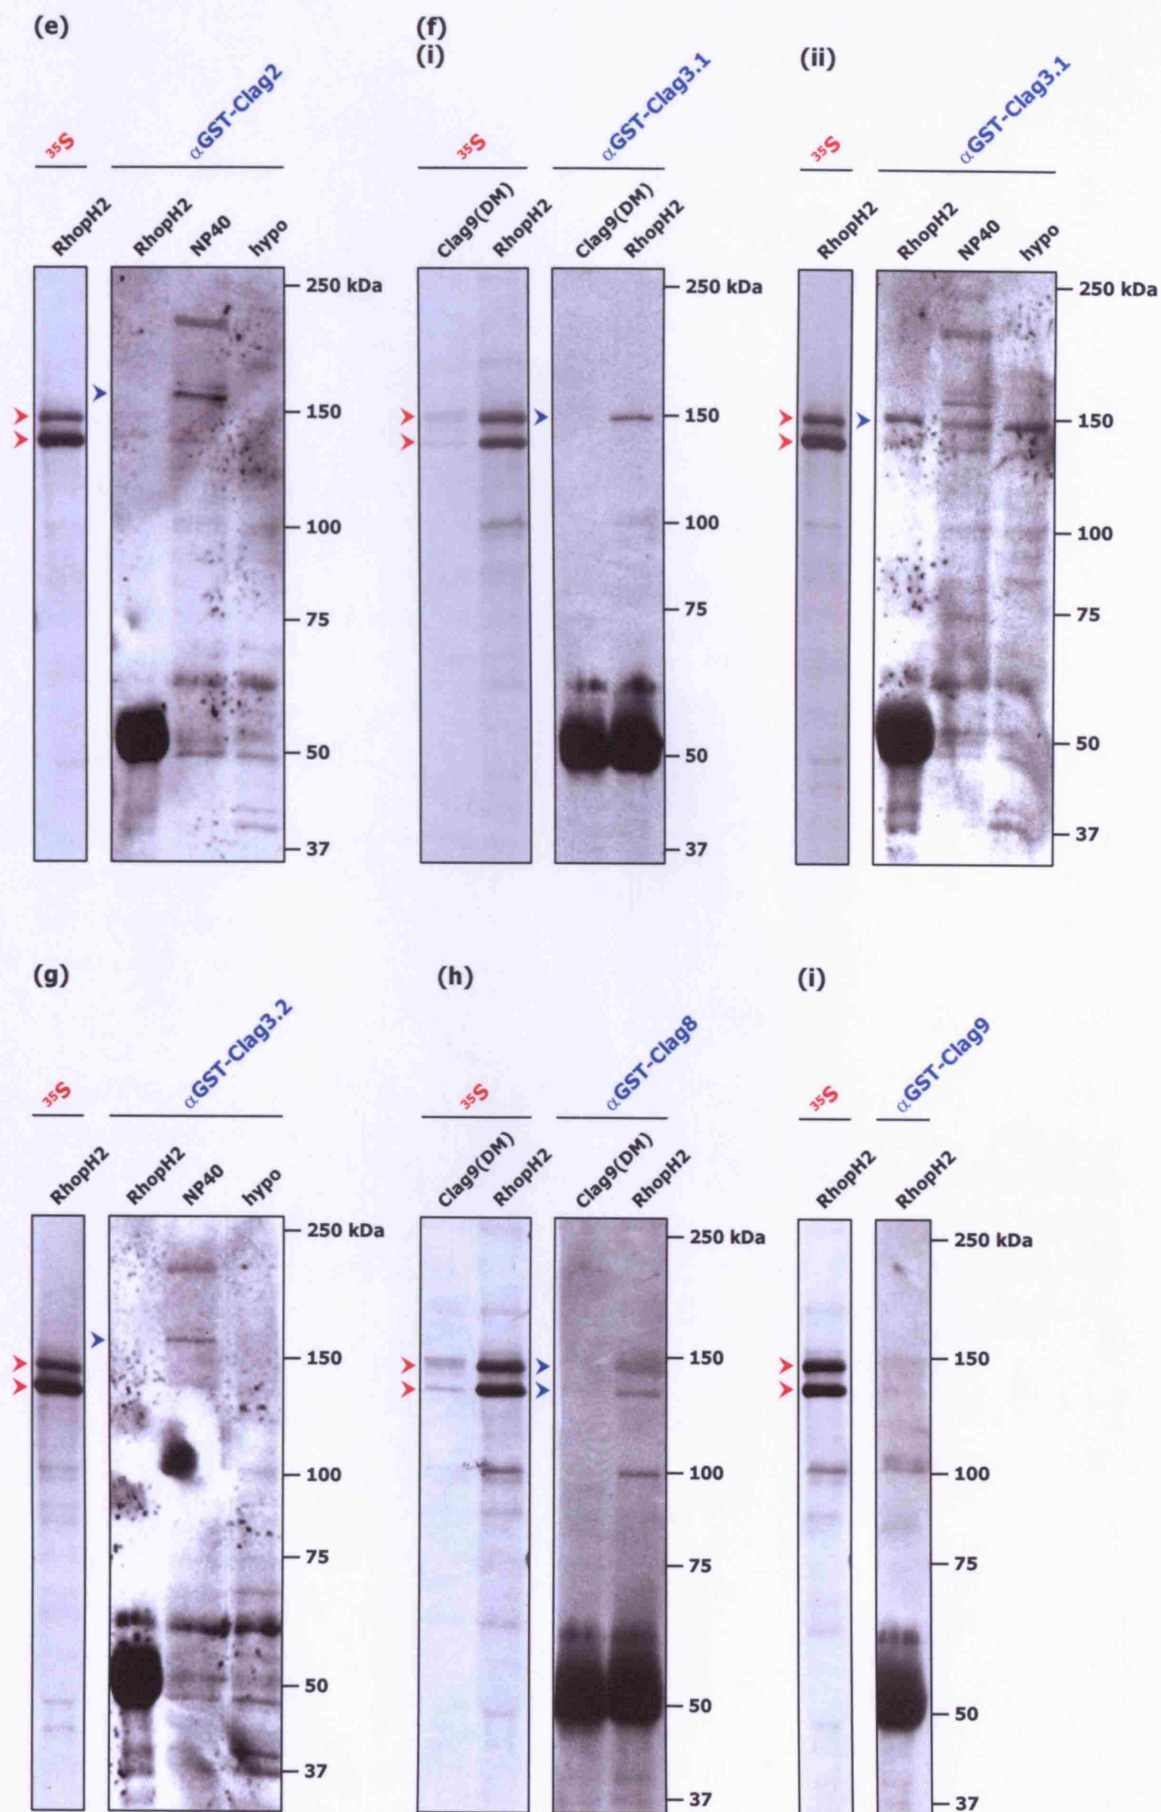 (e)
³⁵S
αGST-Clag2
RhopH2
RhopH2
NP40
hypo
250 kDa
150
100
75
50
37
(f)
(i)
³⁵S
αGST-Clag3.1
Clag9(DM)
RhopH2
Clag9(DM)
RhopH2
250 kDa
150
100
75
50
37
(ii)
³⁵S
αGST-Clag3.1
RhopH2
RhopH2
NP40
hypo
250 kDa
150
100
75
50
37
(g)
³⁵S
αGST-Clag3.2
RhopH2
RhopH2
NP40
hypo
250 kDa
150
100
75
50
37
(h)
³⁵S
αGST-Clag8
Clag9(DM)
RhopH2
Clag9(DM)
RhopH2
250 kDa
150
100
75
50
37
(i)
³⁵S
αGST-Clag9
RhopH2
RhopH2
250 kDa
150
100
75
50
37